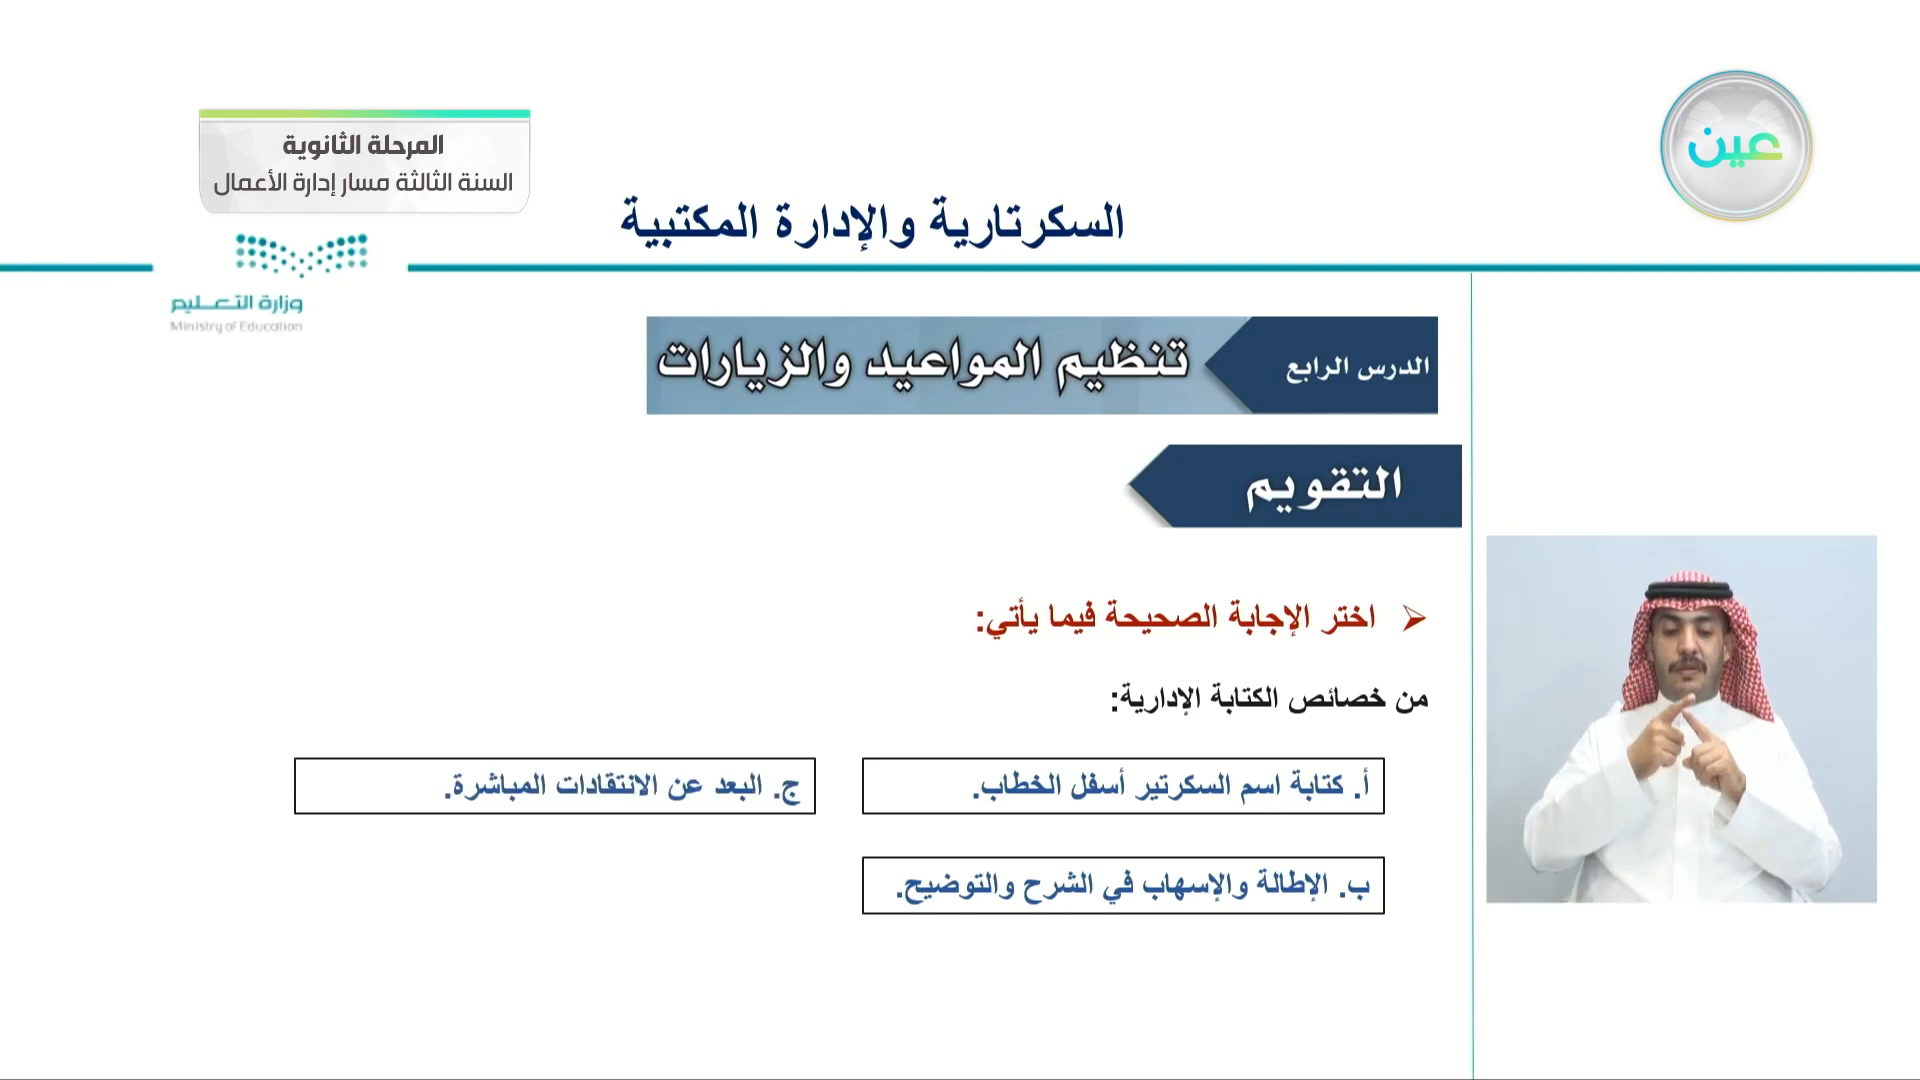 عين
المرحلة الثانوية
السنة الثالثة مسار إدارة الأعمال
السكرتارية والإدارة المكتبية
وزارة التعليم
Ministry of Education
الدرس الرابع
تنظيم المواعيد والزيارات
التقويم
اختر الإجابة الصحيحة فيما يأتي:
من خصائص الكتابة الإدارية:
أ. كتابة اسم السكرتير أسفل الخطاب.
ج. البعد عن الانتقادات المباشرة.
ب. الإطالة والإسهاب في الشرح والتوضيح.